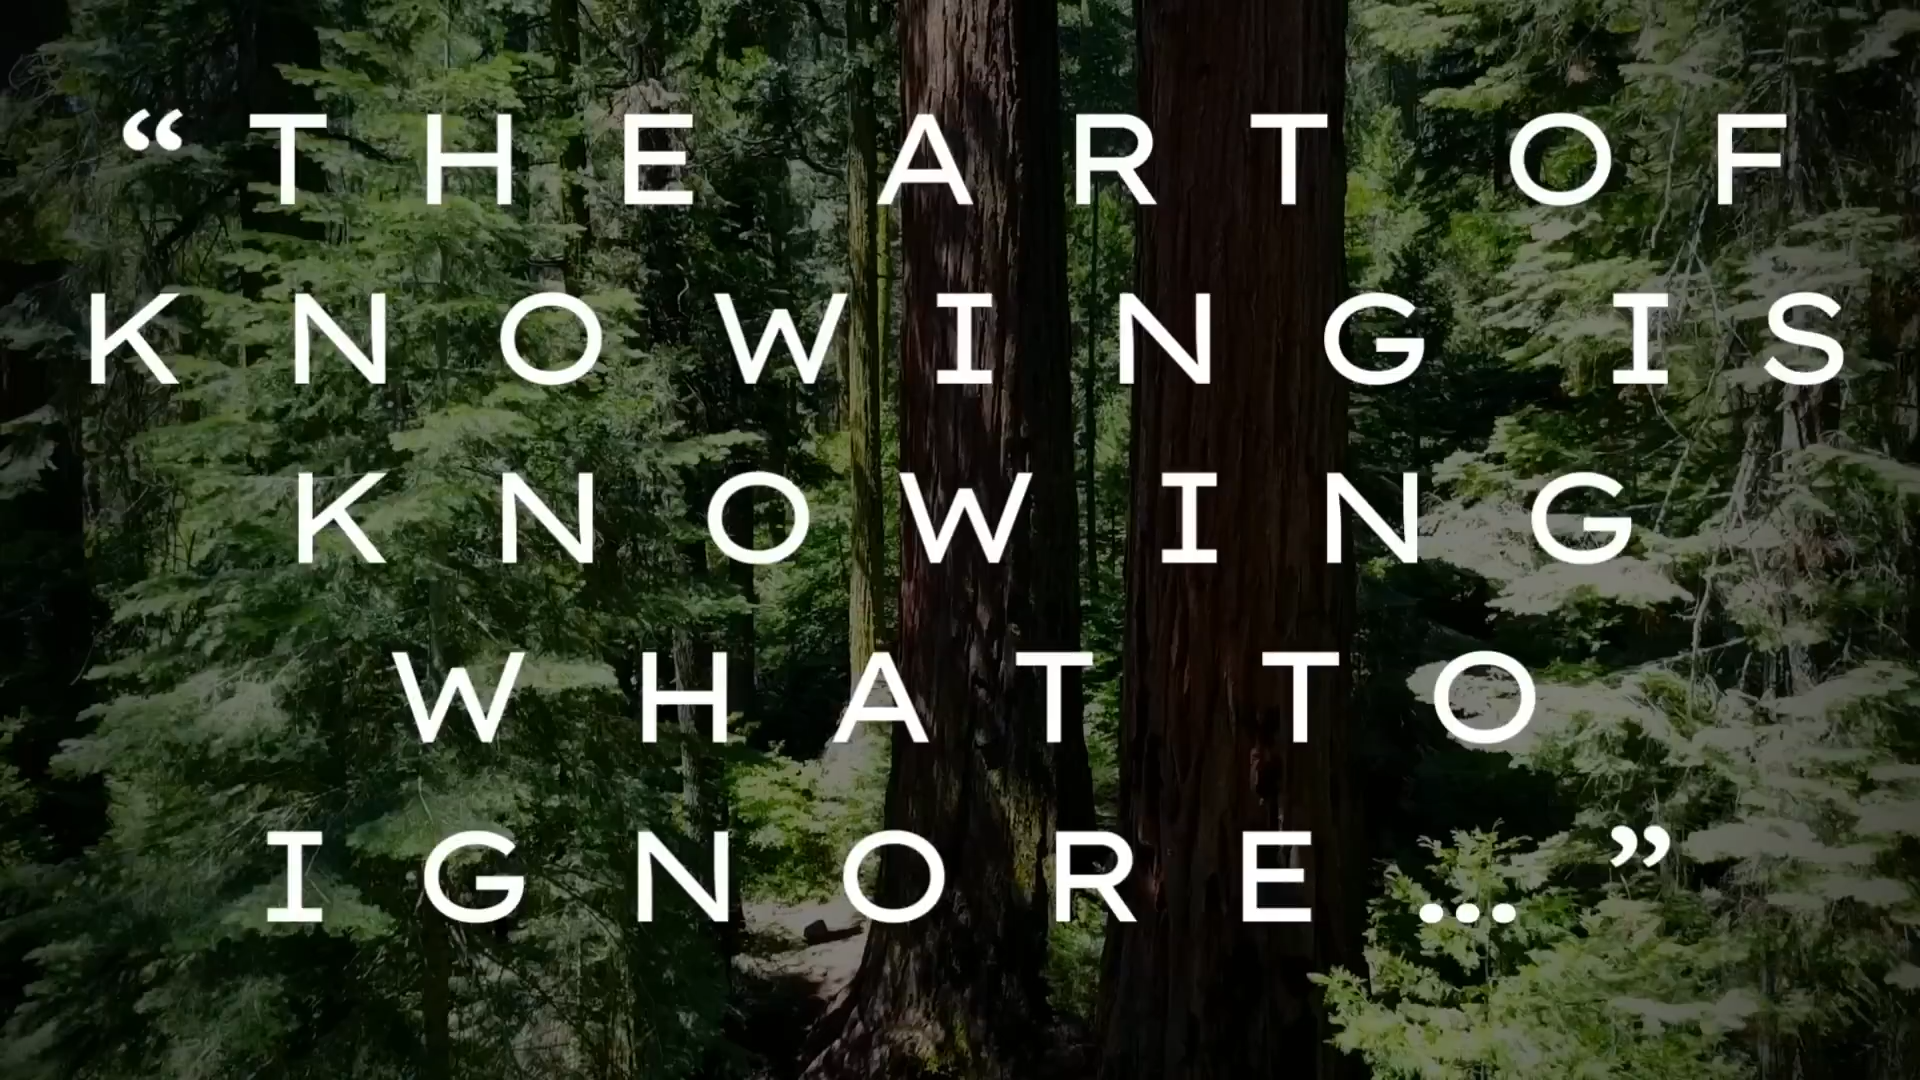 “THE ART OF
KNOWING IS
KNOWING
WHAT TO
IGNORE...”